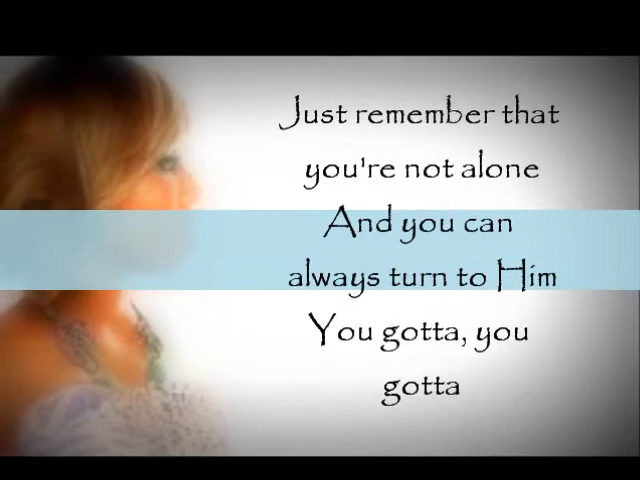 Just remember that
you're not alone
And you can
always turn to Him
You gotta, you
gotta